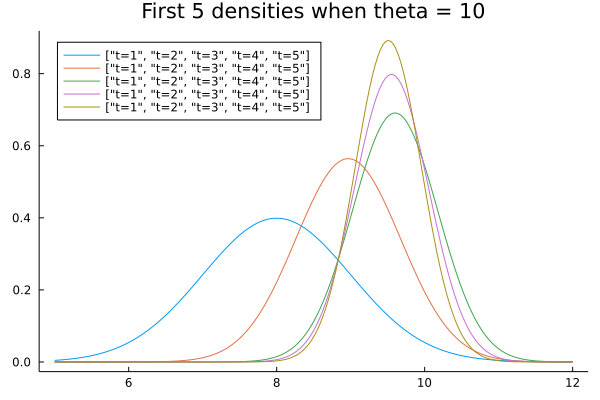 First 5 densities when theta = 10
["t=1", "t=2", "t=3", "t=4", "t=5"]
["t=1", "t=2", "t=3", "t=4", "t=5"]
["t=1", "t=2", "t=3", "t=4", "t=5"]
["t=1", "t=2", "t=3", "t=4", "t=5"]
["t=1", "t=2", "t=3", "t=4", "t=5"]
0.8
0.6
0.4
0.2
0.0
6 8 10 12